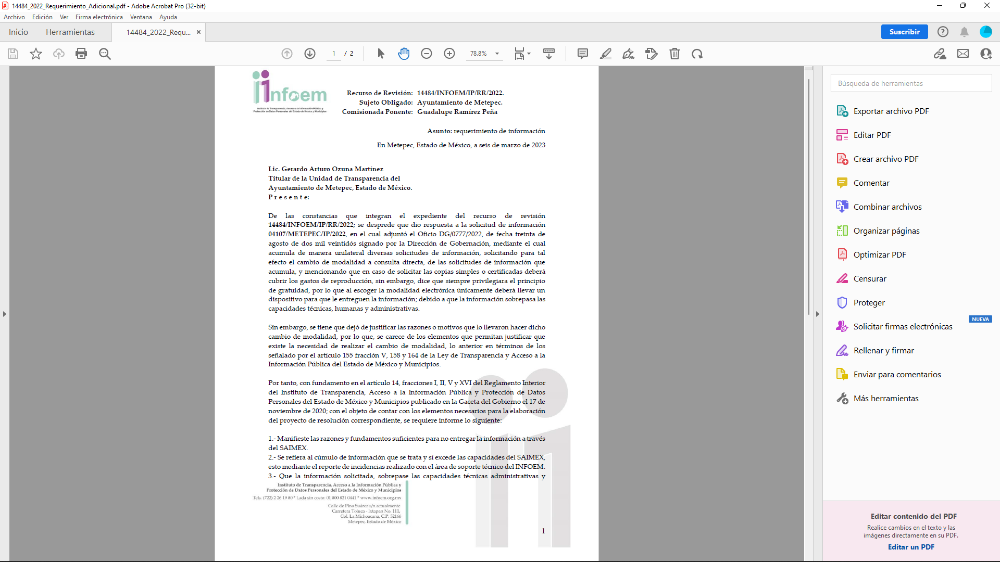 14484_2022_Requerimiento_Adicional.pdf - Adobe Acrobat Pro (32-bit)
Archivo Edición Ver Firma electrónica Ventana Ayuda
Inicio Herramientas 14484_2022_Requ... ×
Suscribir
1 / 2
78.8%
infoem
Instituto de Transparencia, Acceso a la Información Pública y
Protección de Datos Personales del Estado de México y Municipios
Recurso de Revisión: 14484/INFOEM/IP/RR/2022.
Sujeto Obligado: Ayuntamiento de Metepec.
Comisionada Ponente: Guadalupe Ramírez Peña
Asunto: requerimiento de información
En Metepec, Estado de México, a seis de marzo de 2023
Lic. Gerardo Arturo Ozuna Martínez
Titular de la Unidad de Transparencia del
Ayuntamiento de Metepec, Estado de México.
P r e s e n t e:
De las constancias que integran el expediente del recurso de revisión
14484/INFOEM/IP/RR/2022; se desprede que dio respuesta a la solicitud de información
04107/METEPEC/IP/2022, en el cual adjuntó el Oficio DG/0777/2022, de fecha treinta de
agosto de dos mil veintidós signado por la Dirección de Gobernación, mediante el cual
acumula de manera unilateral diversas solicitudes de información, solicitando para tal
efecto el cambio de modalidad a consulta directa, de las solicitudes de información que
acumula, y mencionando que en caso de solicitar las copias simples o certificadas deberá
cubrir los gastos de reproducción, sin embargo, dice que siempre privilegiara el principio
de gratuidad, por lo que al escoger la modalidad electrónica únicamente deberá llevar un
dispositivo para que le entreguen la información; debido a que la información sobrepasa las
capacidades técnicas, humanas y administrativas.
Sin embargo, se tiene que dejó de justificar las razones o motivos que lo llevaron hacer dicho
cambio de modalidad, por lo que, se carece de los elementos que permitan justificar que
existe la necesidad de realizar el cambio de modalidad, lo anterior en términos de los
señalado por el artículo 155 fracción V, 158 y 164 de la Ley de Transparencia y Acceso a la
Información Pública del Estado de México y Municipios.
Por tanto, con fundamento en el artículo 14, fracciones I, II, V y XVI del Reglamento Interior
del Instituto de Transparencia, Acceso a la Información Pública y Protección de Datos
Personales del Estado de México y Municipios publicado en la Gaceta del Gobierno el 17 de
noviembre de 2020; con el objeto de contar con los elementos necesarios para la elaboración
del proyecto de resolución correspondiente, se requiere informe lo siguiente:
1.- Manifieste las razones y fundamentos suficientes para no entregar la información a través
del SAIMEX.
2.- Se refiera al cúmulo de información que se trata y sí excede las capacidades del SAIMEX,
esto mediante el reporte de incidencias realizado con el área de soporte técnico del INFOEM.
3.- Que la información solicitada, sobrepase las capacidades técnicas administrativas y
Instituto de Transparencia, Acceso a la Información Pública y
Protección de Datos Personales del Estado de México y Municipios
Tels. (722) 2 26 19 80 * Lada sin costo: 01 800 821 0441 * www.infoem.org.mx
Calle de Pino Suárez s/n actualmente
Carretera Toluca - Ixtapan No. 111,
Col. La Michoacana, C.P. 52166
Metepec, Estado de México
1
Búsqueda de herramientas
Exportar archivo PDF
Editar PDF
Crear archivo PDF
Comentar
Combinar archivos
Organizar páginas
Optimizar PDF
Censurar
Proteger
NUEVA
Solicitar firmas electrónicas
Rellenar y firmar
Enviar para comentarios
Más herramientas
Editar contenido del PDF
Realice cambios en el texto y las
imágenes directamente en su PDF.
Editar un PDF